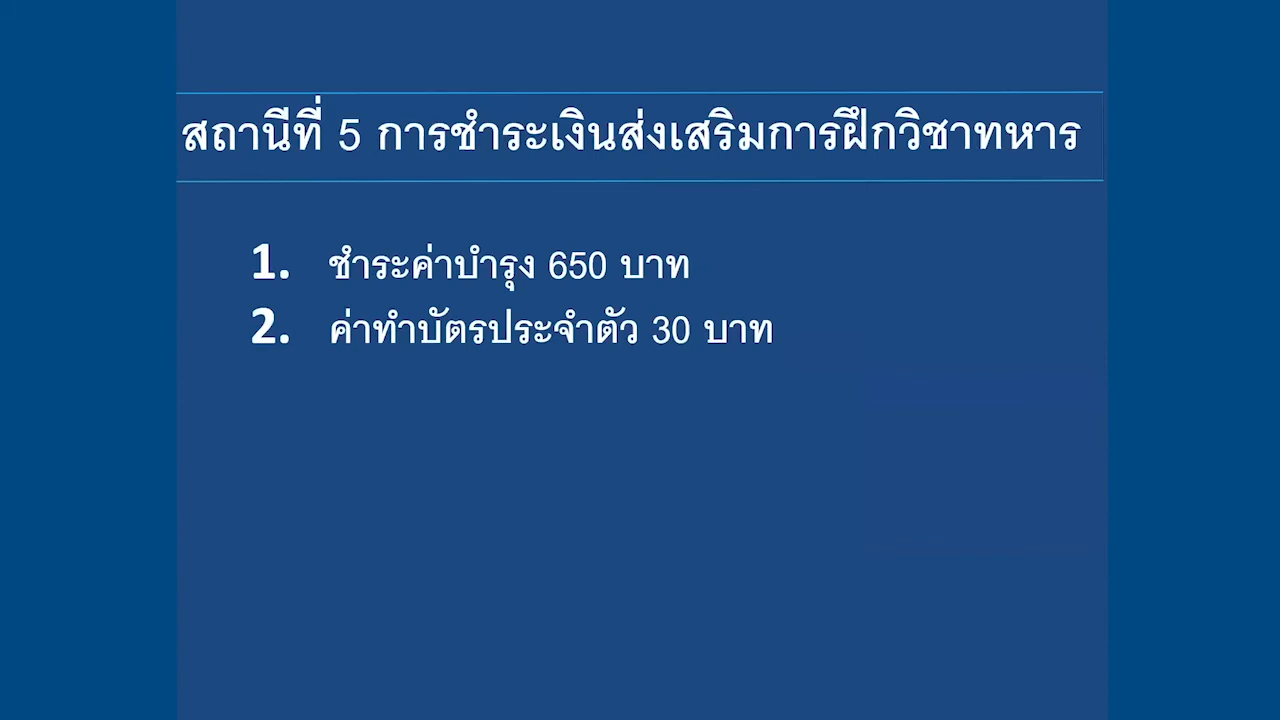 สถานีที่ 5 การชำระเงินส่งเสริมการฝึกวิชาทหาร
1. ชำระค่าบำรุง 650 บาท
2. ค่าทำบัตรประจำตัว 30 บาท